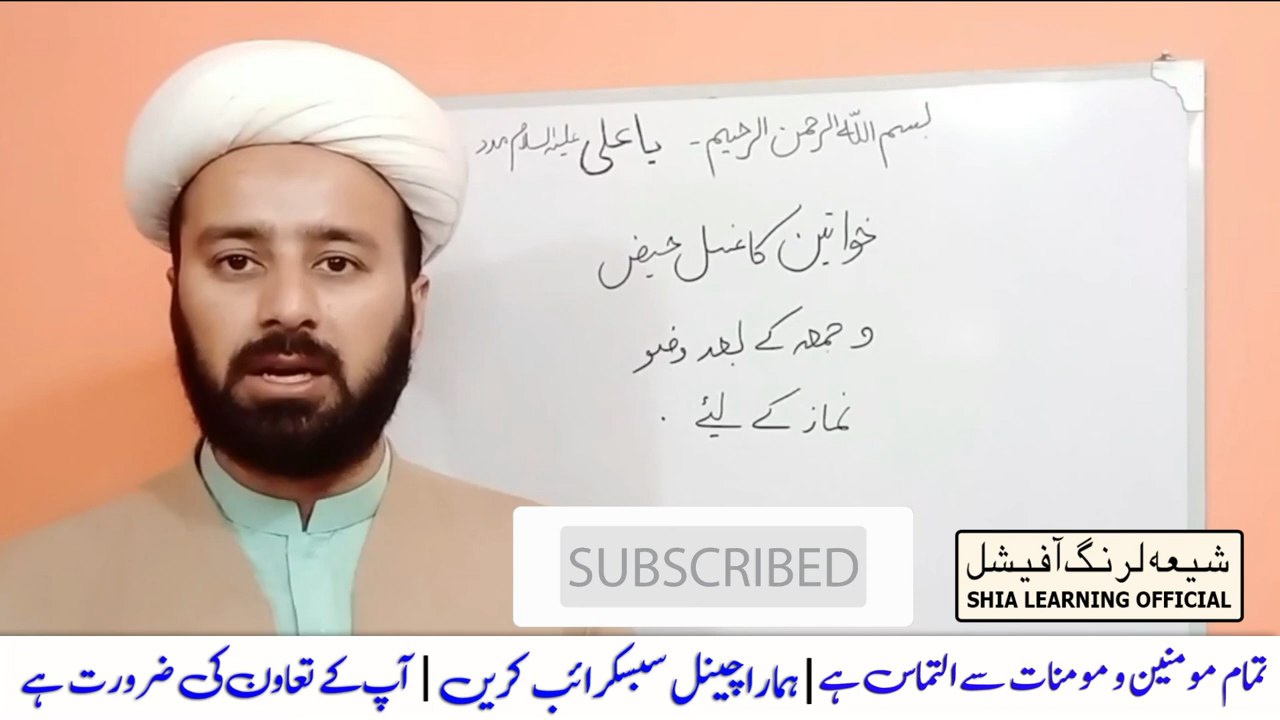 بسم اللہ الرحمن الرحیم - یا علی علیہ السلام مدد
خواتین کا غسل حیض
و جمعہ کے بعد وضو
نماز کے لیئے .
SUBSCRIBED
شیعہ لرنگ آفیشل
SHIA LEARNING OFFICIAL
تمام مومنین و مومنات سے التماس ہے | ہمارا چینل سبسکرائب کریں | آپ کے تعاون کی ضرورت ہے